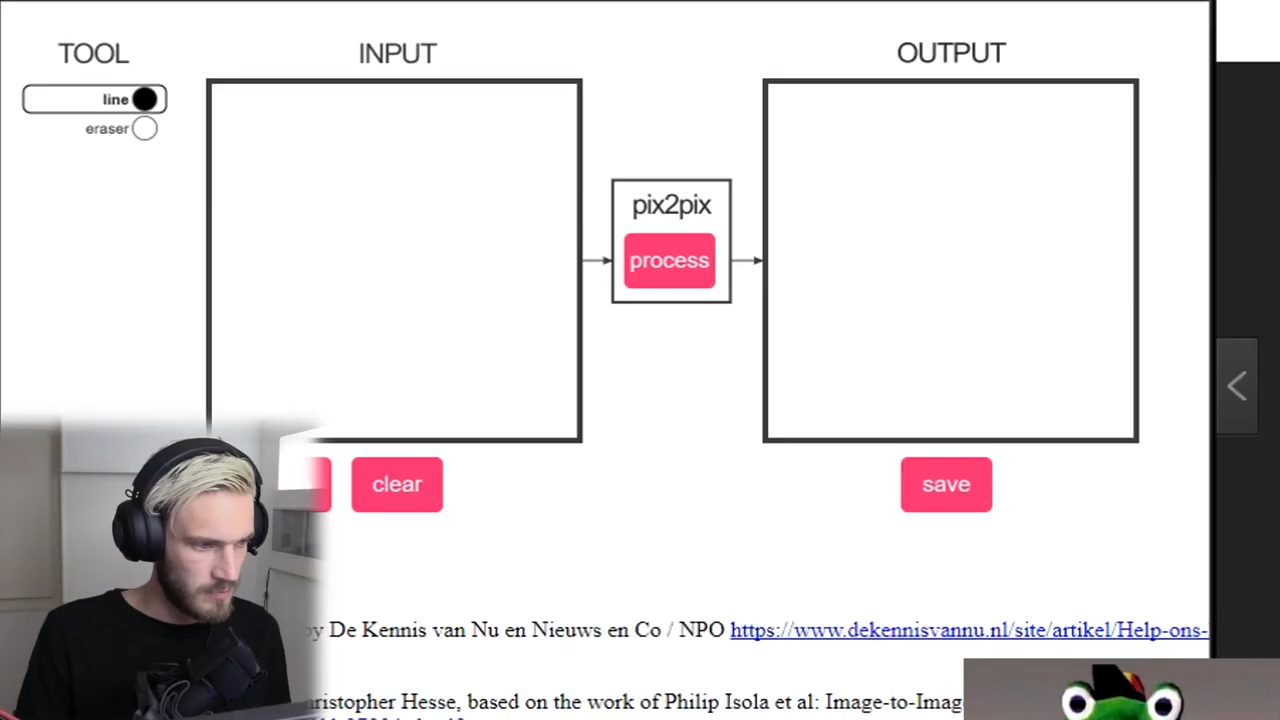 TOOL
INPUT
OUTPUT
line
eraser
pix2pix
process
clear
save
by De Kennis van Nu en Nieuws en Co / NPO https://www.dekennisvannu.nl/site/artikel/Help-ons-
hristopher Hesse, based on the work of Philip Isola et al: Image-to-Imag